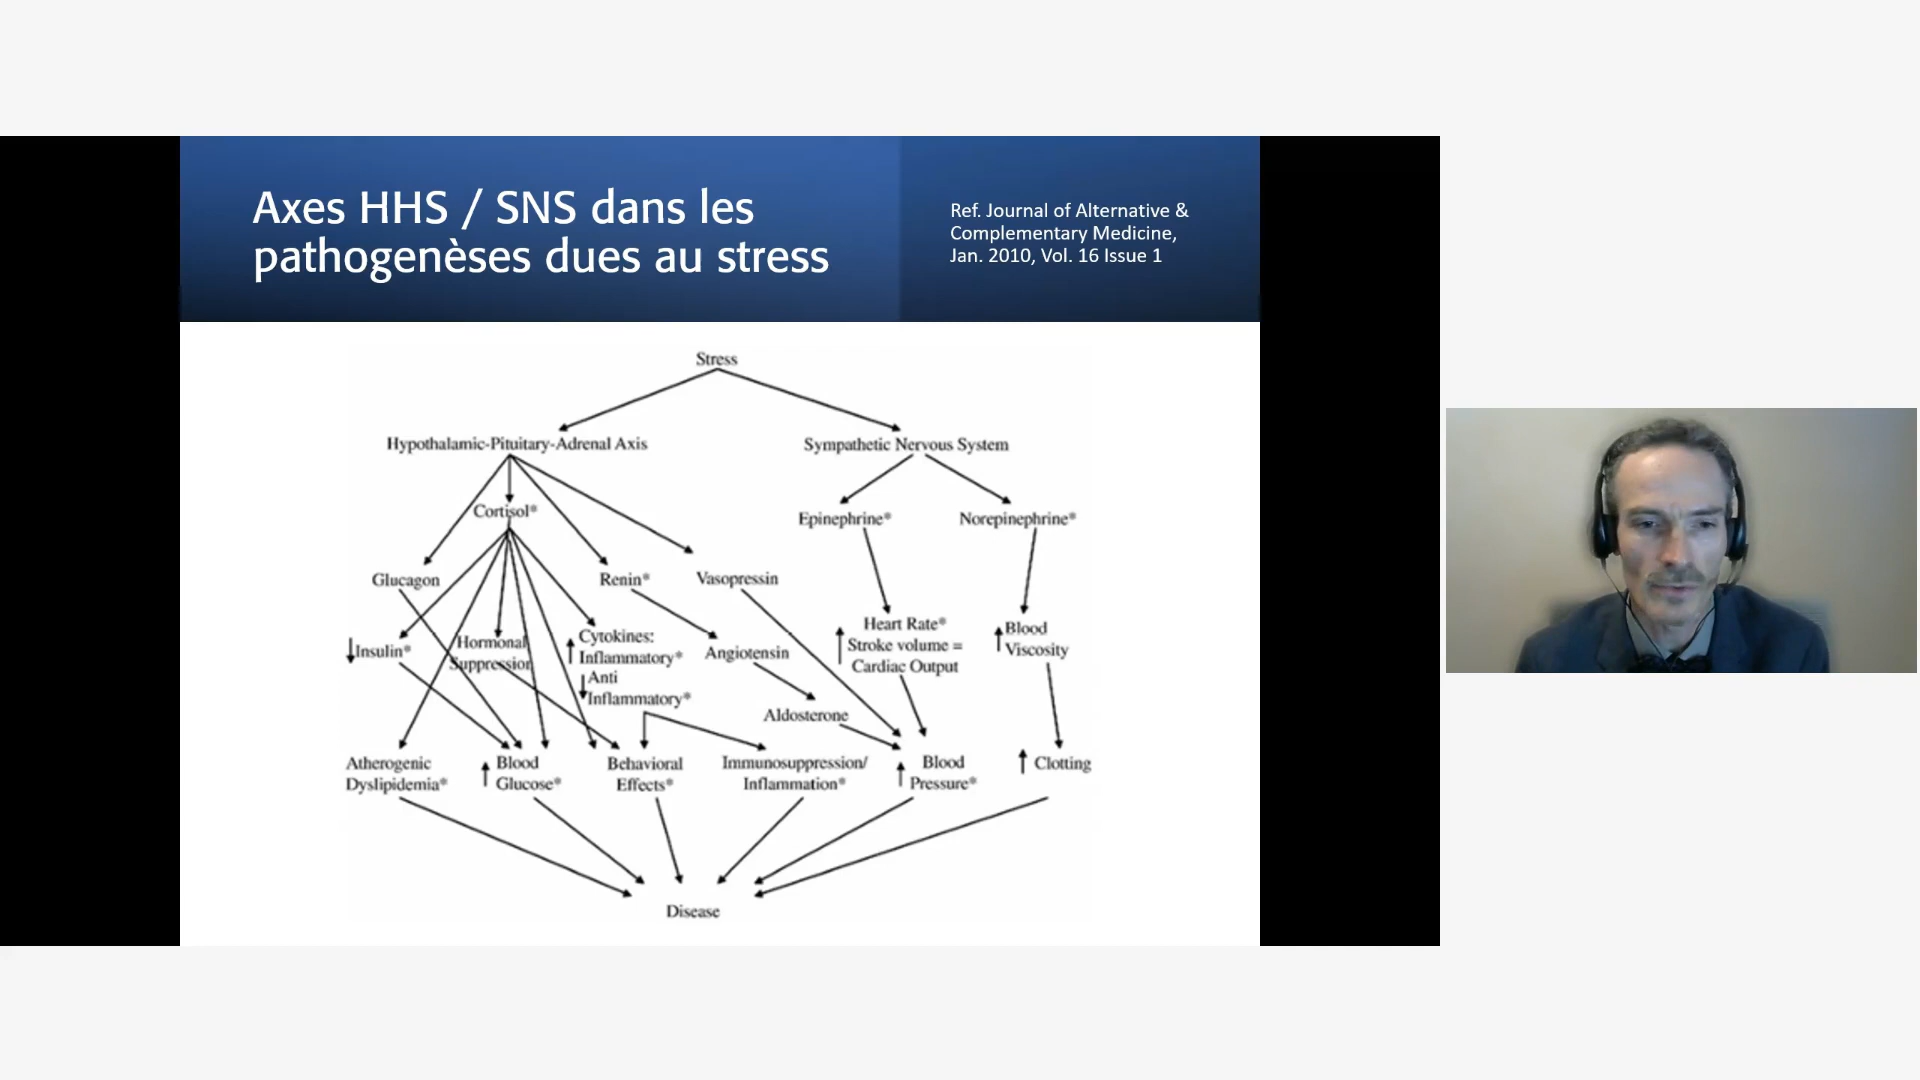 Axes HHS / SNS dans les
pathogenèses dues au stress
Ref. Journal of Alternative &
Complementary Medicine,
Jan. 2010, Vol. 16 Issue 1
Stress
Hypothalamic-Pituitary-Adrenal Axis
Sympathetic Nervous System
Cortisol*
Epinephrine*
Norepinephrine*
Glucagon
Renin*
Vasopressin
Insulin*
Hormonal
Suppression
Cytokines:
Inflammatory*
Anti
Inflammatory*
Angiotensin
Heart Rate*
Stroke volume =
Cardiac Output
Blood
Viscosity
Aldosterone
Atherogenic
Dyslipidemia*
Blood
Glucose*
Behavioral
Effects*
Immunosuppression/
Inflammation*
Blood
Pressure*
Clotting
Disease